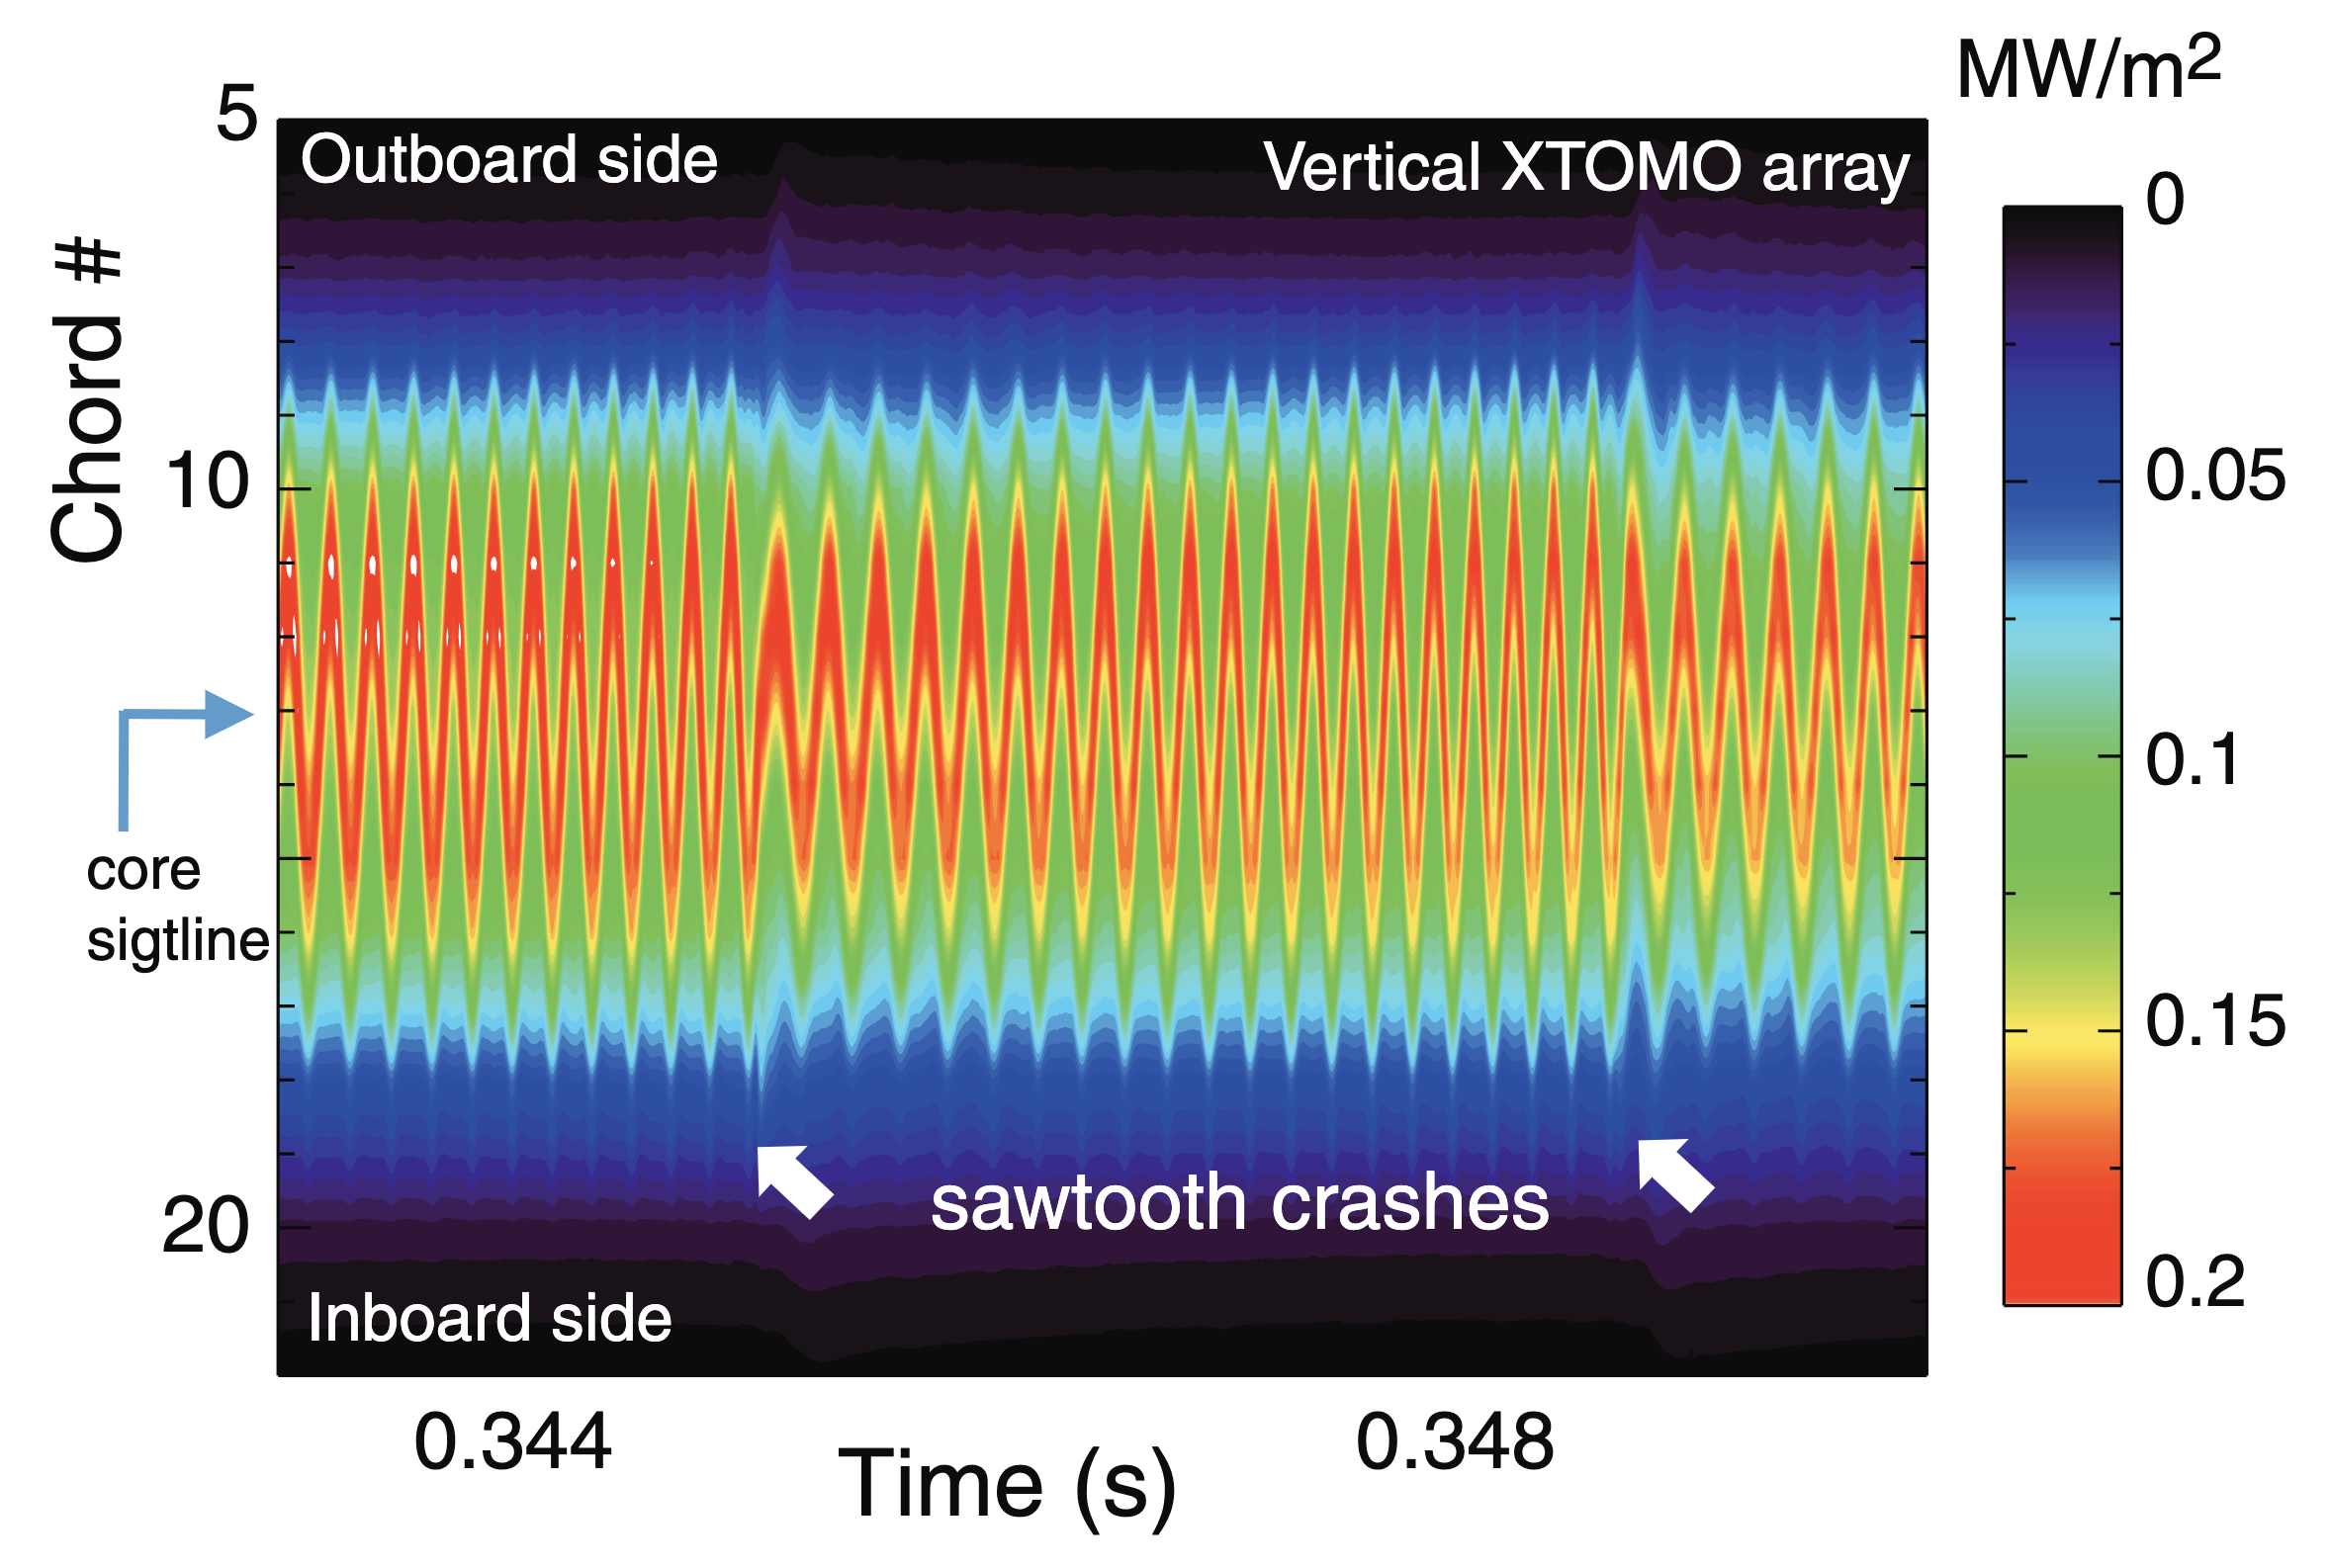 MW/m2
5
Outboard side
Vertical XTOMO array
0
Chord #
10
0.05
0.1
core
sigtline
0.15
sawtooth crashes
20
0.2
Inboard side
0.344
0.348
Time (s)